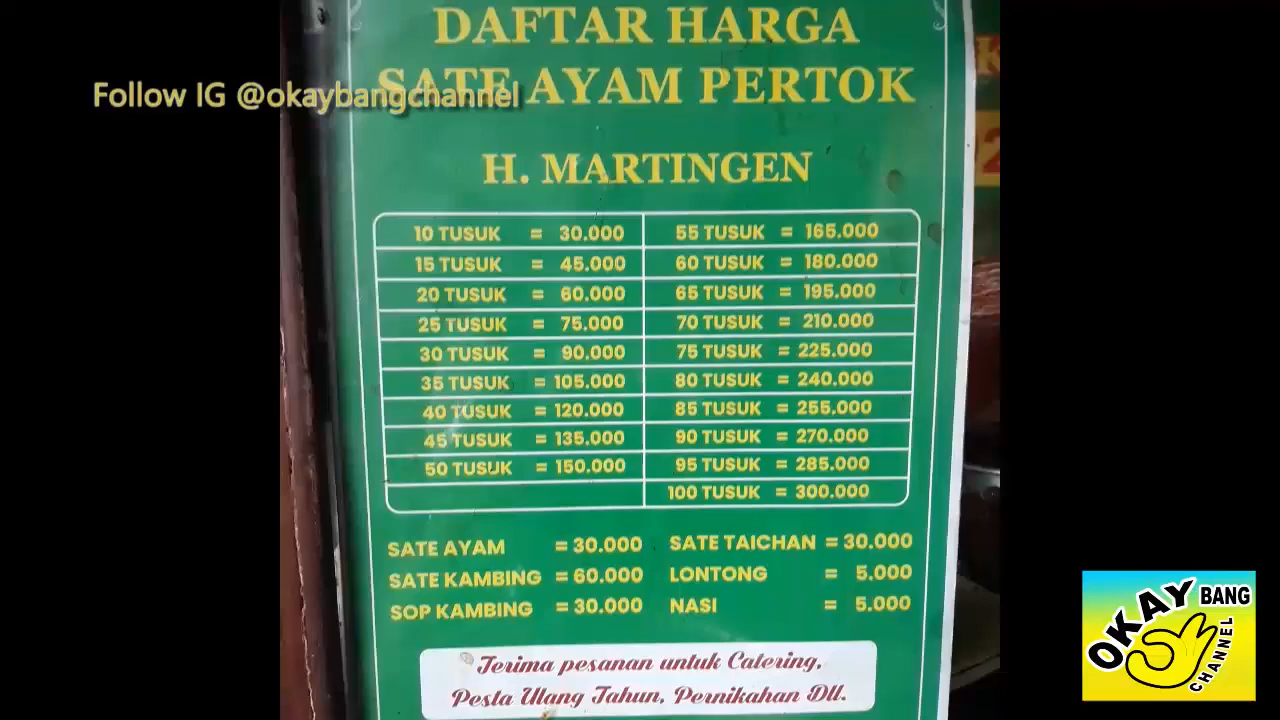 DAFTAR HARGA
SATE AYAM PERTOK
Follow IG @okaybangchannel
H. MARTINGEN
10 TUSUK = 30.000 55 TUSUK = 165.000
15 TUSUK = 45.000 60 TUSUK = 180.000
20 TUSUK = 60.000 65 TUSUK = 195.000
25 TUSUK = 75.000 70 TUSUK = 210.000
30 TUSUK = 90.000 75 TUSUK = 225.000
35 TUSUK = 105.000 80 TUSUK = 240.000
40 TUSUK = 120.000 85 TUSUK = 255.000
45 TUSUK = 135.000 90 TUSUK = 270.000
50 TUSUK = 150.000 95 TUSUK = 285.000
100 TUSUK = 300.000
SATE AYAM = 30.000 SATE TAICHAN = 30.000
SATE KAMBING = 60.000 LONTONG = 5.000
SOP KAMBING = 30.000 NASI = 5.000
Terima pesanan untuk Catering,
Pesta Ulang Tahun, Pernikahan Dll.
OKAY BANG
CHANNEL